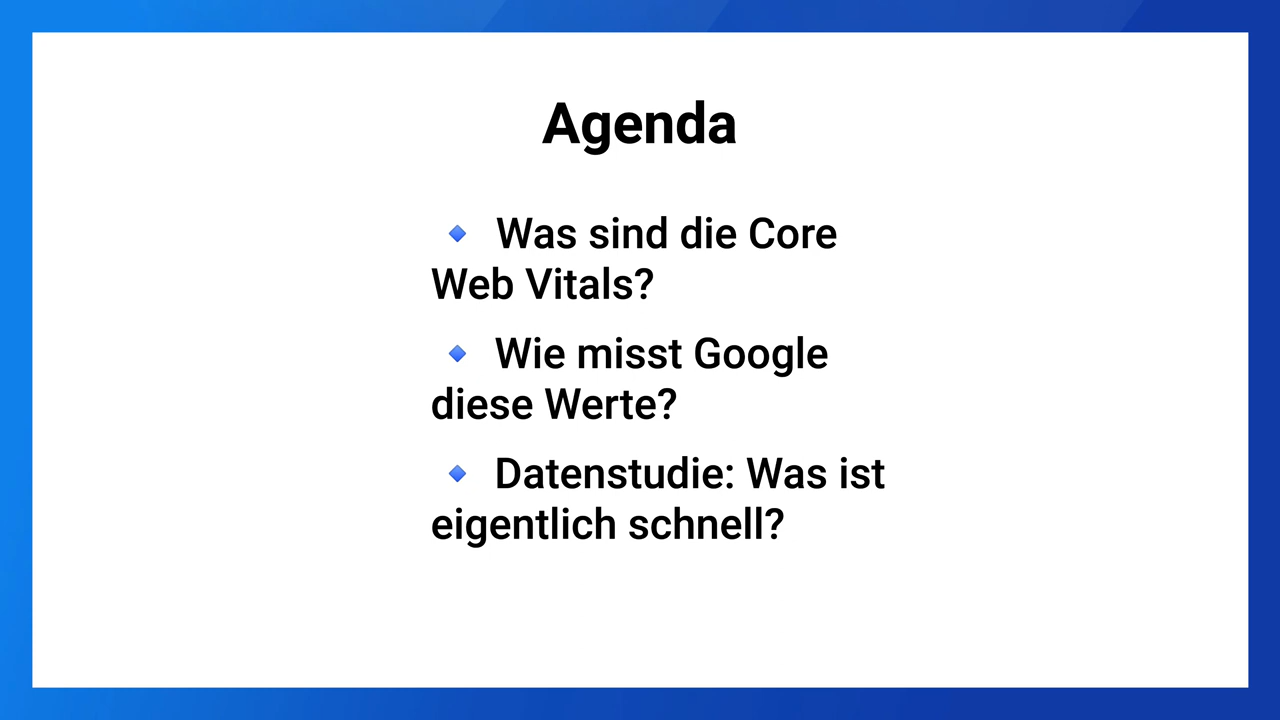 Agenda
🔹 Was sind die Core
Web Vitals?
🔹 Wie misst Google
diese Werte?
🔹 Datenstudie: Was ist
eigentlich schnell?